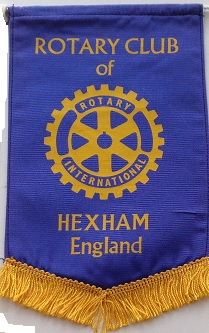 ROTARY CLUB
of
ROTARY
INTERNATIONAL
HEXHAM
England